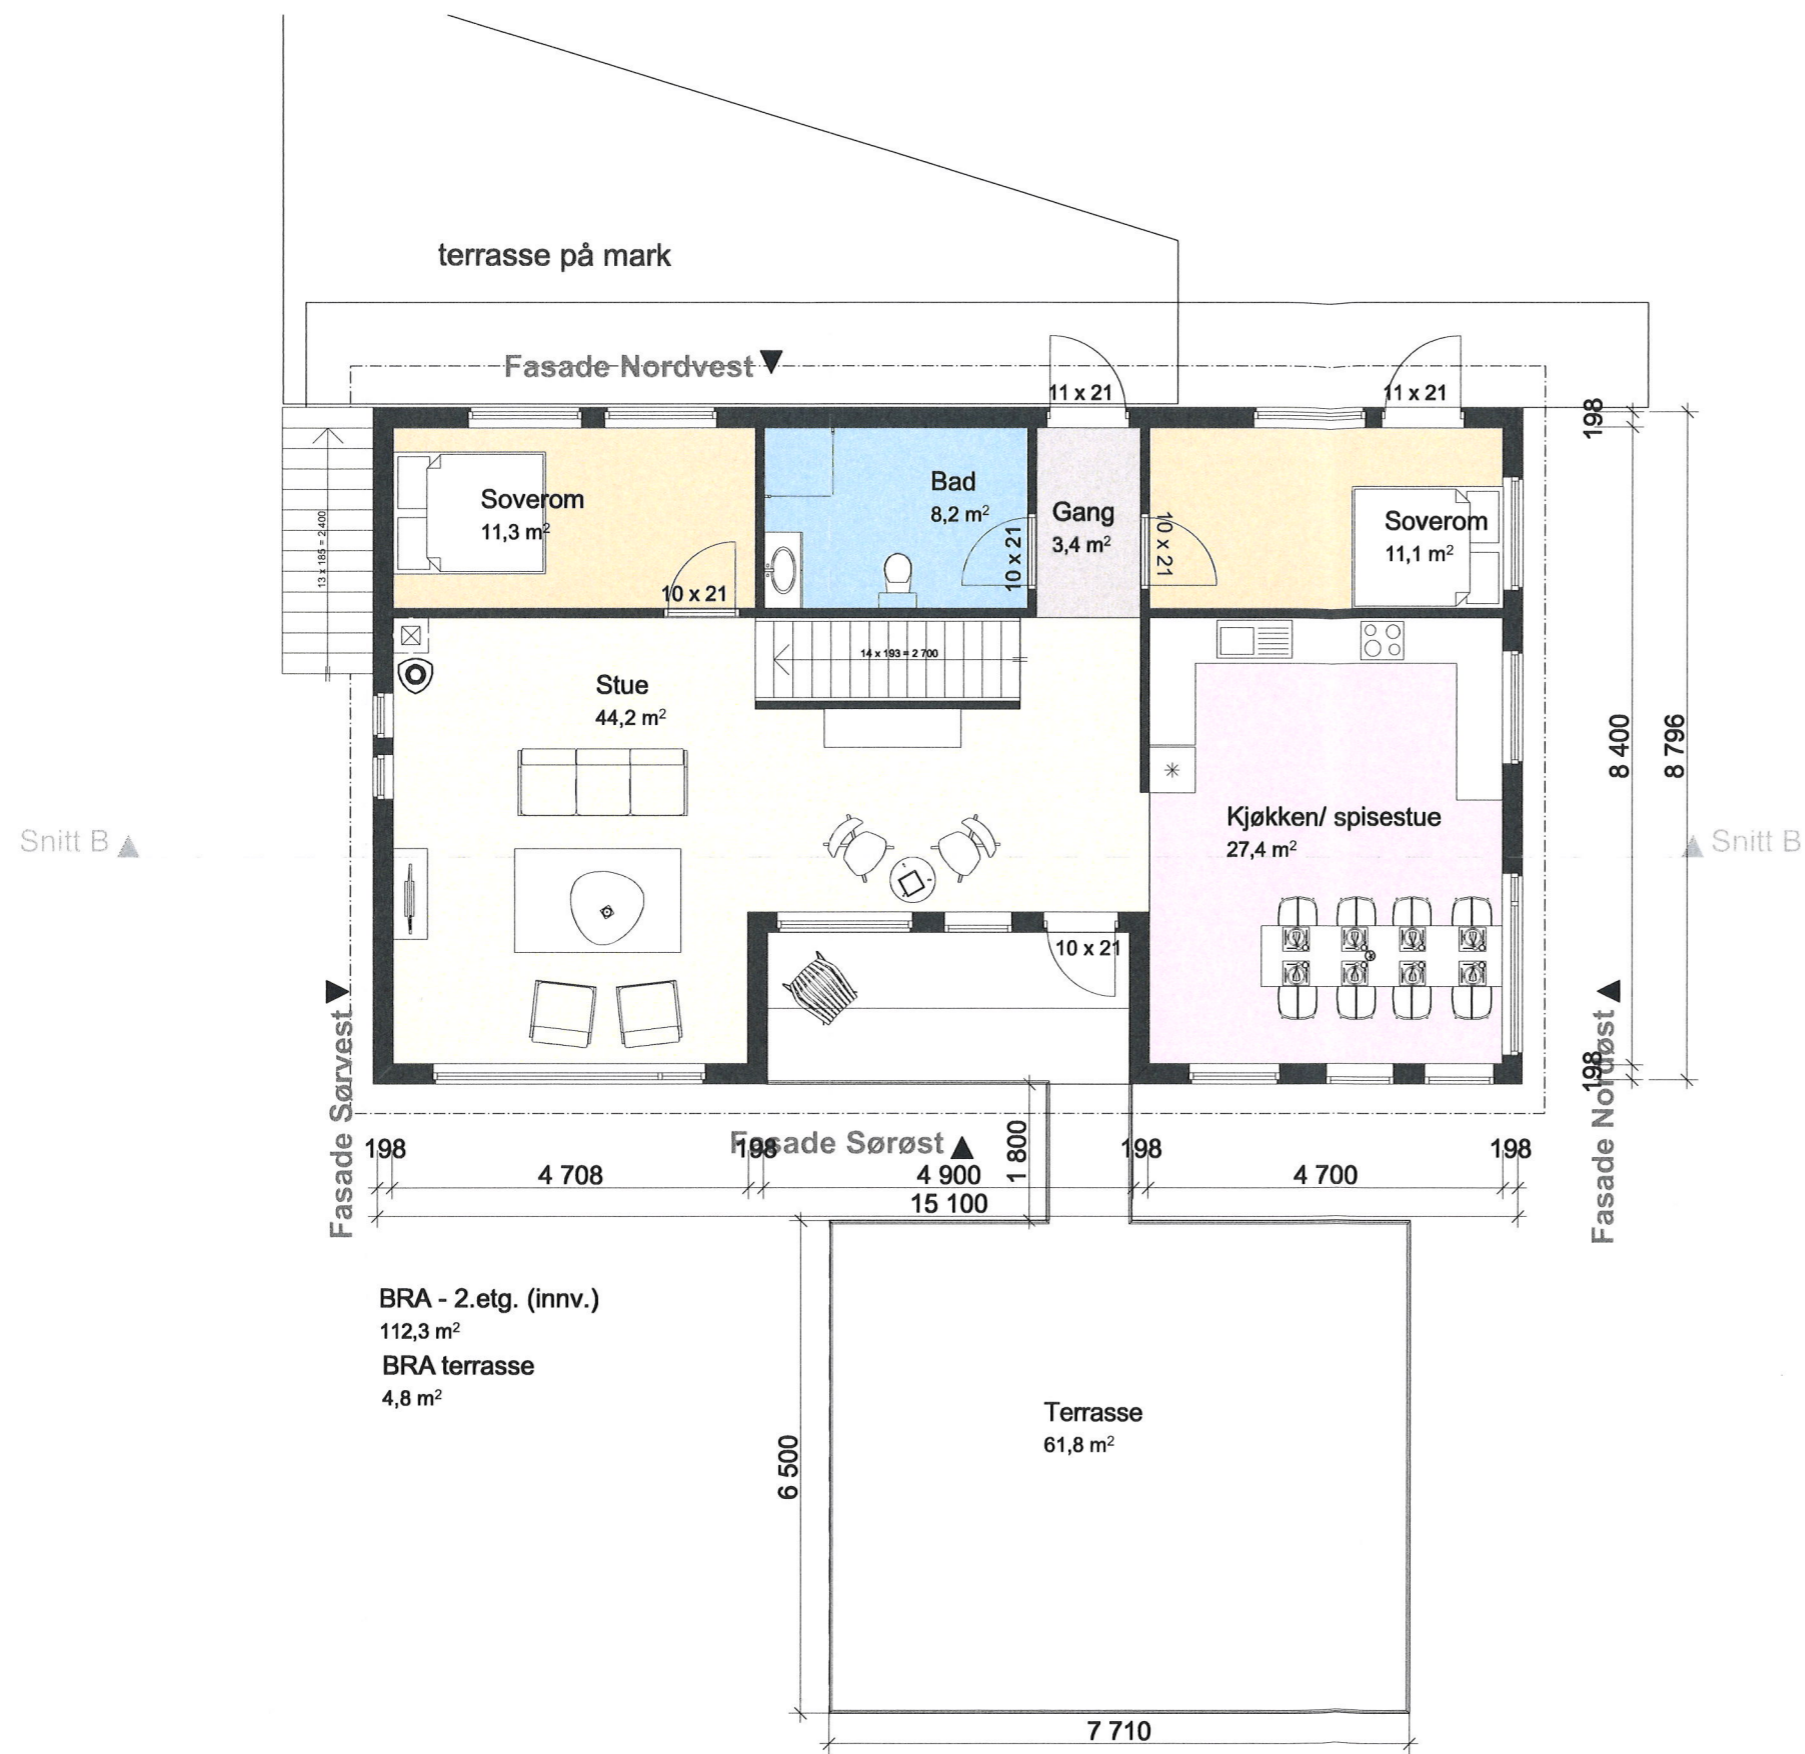 terrasse på mark
Fasade Nordvest
11 x 21
11 x 21
198
13 x 185 = 2 400
Soverom
11,3 m²
10 x 21
Bad
8,2 m²
10 x 21
Gang
3,4 m²
10 x 21
Soverom
11,1 m²
14 x 193 = 2 700
Stue
44,2 m²
8 400
8 796
Snitt B
Kjøkken/ spisestue
27,4 m²
Snitt B
10 x 21
Fasade Sørvest
Fasade Nordøst
198
Fasade Sørøst
1 800
198
198
198
198
4 708
4 900
4 700
15 100
BRA - 2.etg. (innv.)
112,3 m²
BRA terrasse
4,8 m²
Terrasse
61,8 m²
6 500
7 710